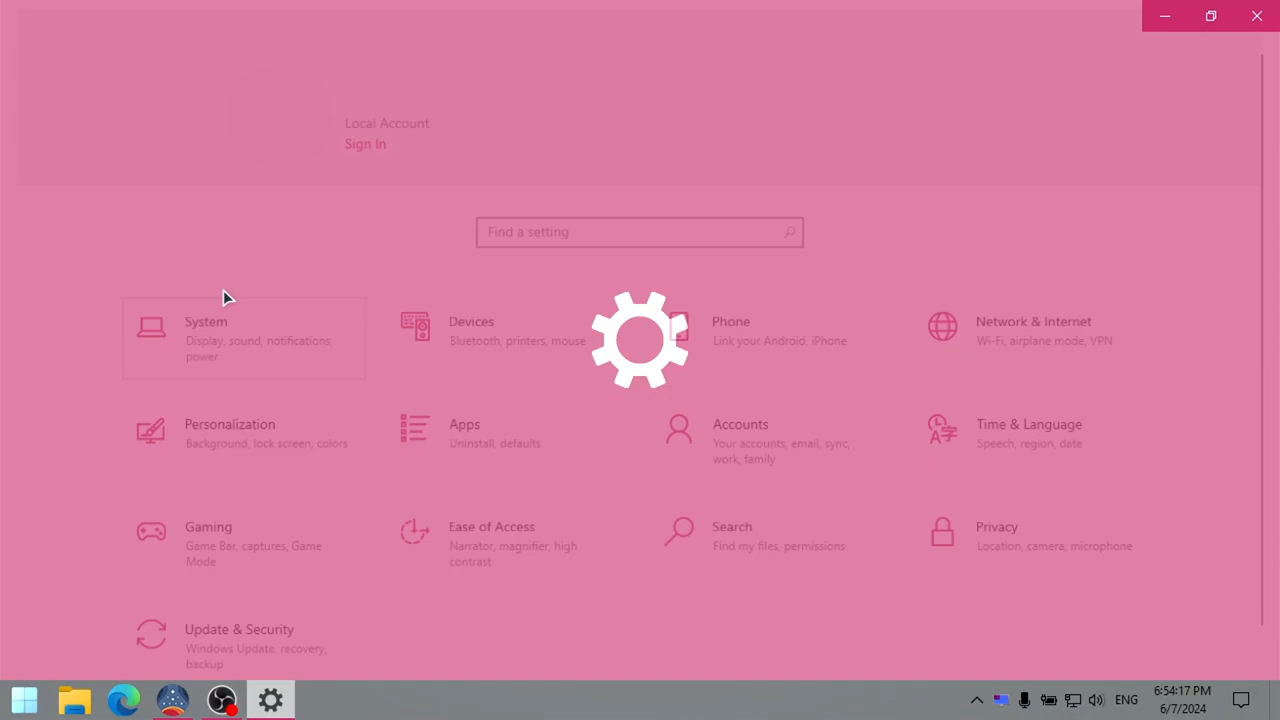 Local Account
Sign In
Find a setting
System
Display, sound, notifications,
power
Devices
Bluetooth, printers, mouse
Phone
Link your Android, iPhone
Network & Internet
Wi-Fi, airplane mode, VPN
Personalization
Background, lock screen, colors
Apps
Uninstall, defaults
Accounts
Your accounts, email, sync,
work, family
Time & Language
Speech, region, date
Gaming
Game Bar, captures, Game
Mode
Ease of Access
Narrator, magnifier, high
contrast
Search
Find my files, permissions
Privacy
Location, camera, microphone
Update & Security
Windows Update, recovery,
backup
ENG
6:54:17 PM
6/7/2024